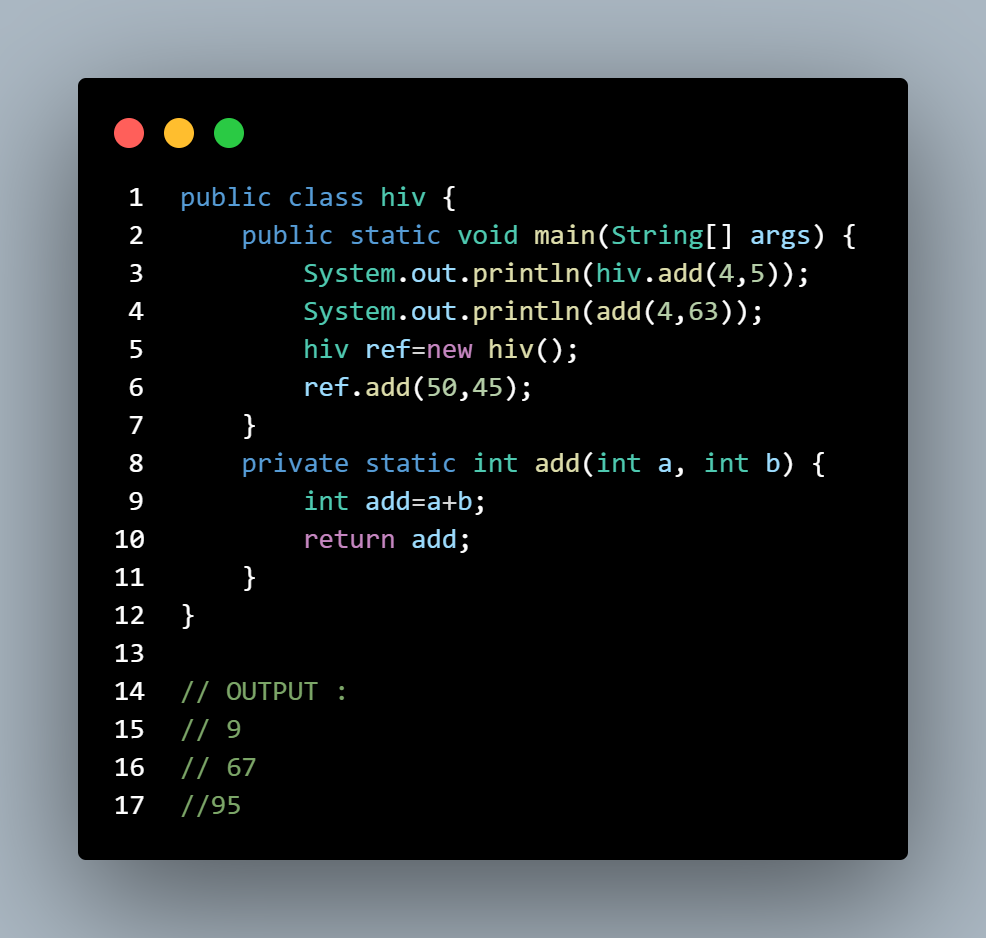 1 public class hiv {
2     public static void main(String[] args) {
3         System.out.println(hiv.add(4,5));
4         System.out.println(add(4,63));
5         hiv ref=new hiv();
6         ref.add(50,45);
7     }
8     private static int add(int a, int b) {
9         int add=a+b;
10         return add;
11     }
12 }
13
14 // OUTPUT :
15 // 9
16 // 67
17 //95